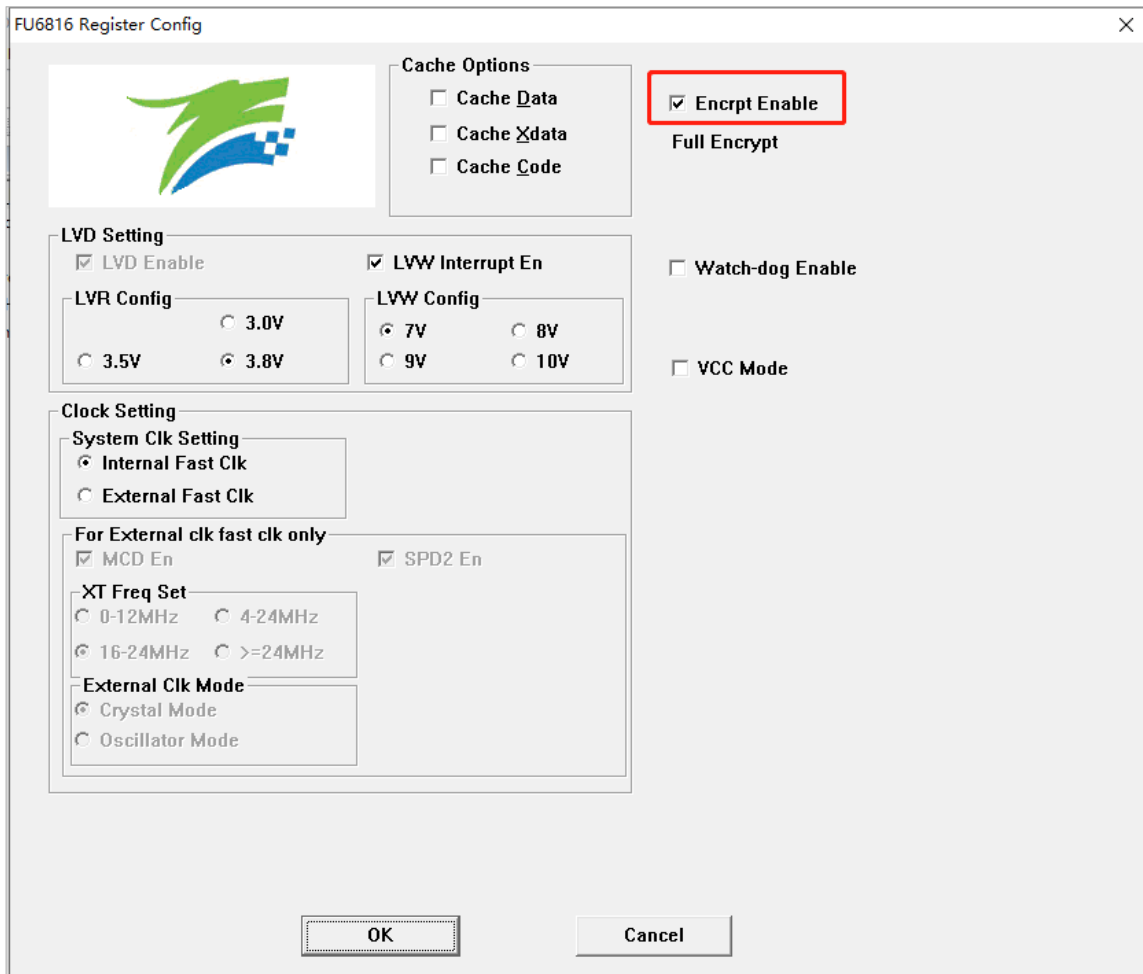 FU6816 Register Config
Cache Options
Cache Data
Cache Xdata
Cache Code
Encrpt Enable
Full Encrypt
LVD Setting
LVD Enable
LVW Interrupt En
LVR Config
3.0V
3.5V
3.8V
LVW Config
7V
8V
9V
10V
Watch-dog Enable
VCC Mode
Clock Setting
System Clk Setting
Internal Fast Clk
External Fast Clk
For External clk fast clk only
MCD En
SPD2 En
XT Freq Set
0-12MHz
4-24MHz
16-24MHz
>=24MHz
External Clk Mode
Crystal Mode
Oscillator Mode
OK
Cancel